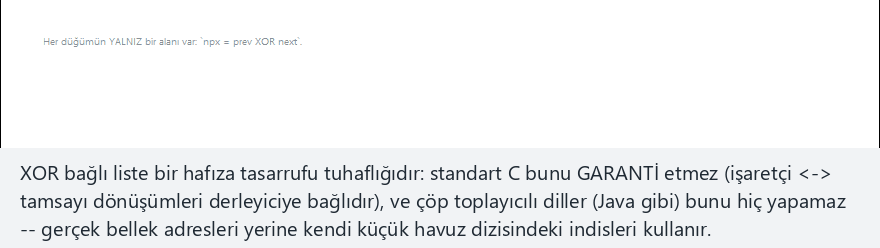 Her düğümün YALNIZ bir alanı var: `npx = prev XOR next`.
XOR bağlı liste bir hafıza tasarrufu tuhaflığıdır: standart C bunu GARANTİ etmez (işaretçi <->
tamsayı dönüşümleri derleyiciye bağlıdır), ve çöp toplayıcılı diller (Java gibi) bunu hiç yapamaz
-- gerçek bellek adresleri yerine kendi küçük havuz dizisindeki indisleri kullanır.